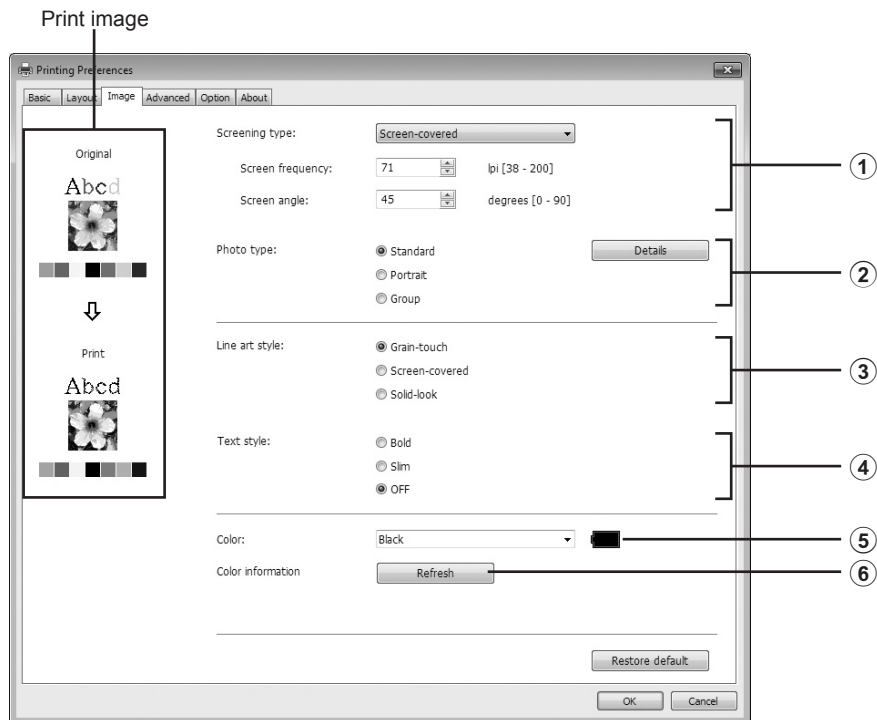 Print image
Printing Preferences
Basic Layout Image Advanced Option About
Original
Abcd
Print
Abcd
Screening type: Screen-covered
Screen frequency: 71 lpi [38 - 200]
Screen angle: 45 degrees [0 - 90]
1
Photo type: Standard Details
Portrait
Group
2
Line art style: Grain-touch
Screen-covered
Solid-look
3
Text style: Bold
Slim
OFF
4
Color: Black
5
Color information Refresh
6
Restore default
OK Cancel